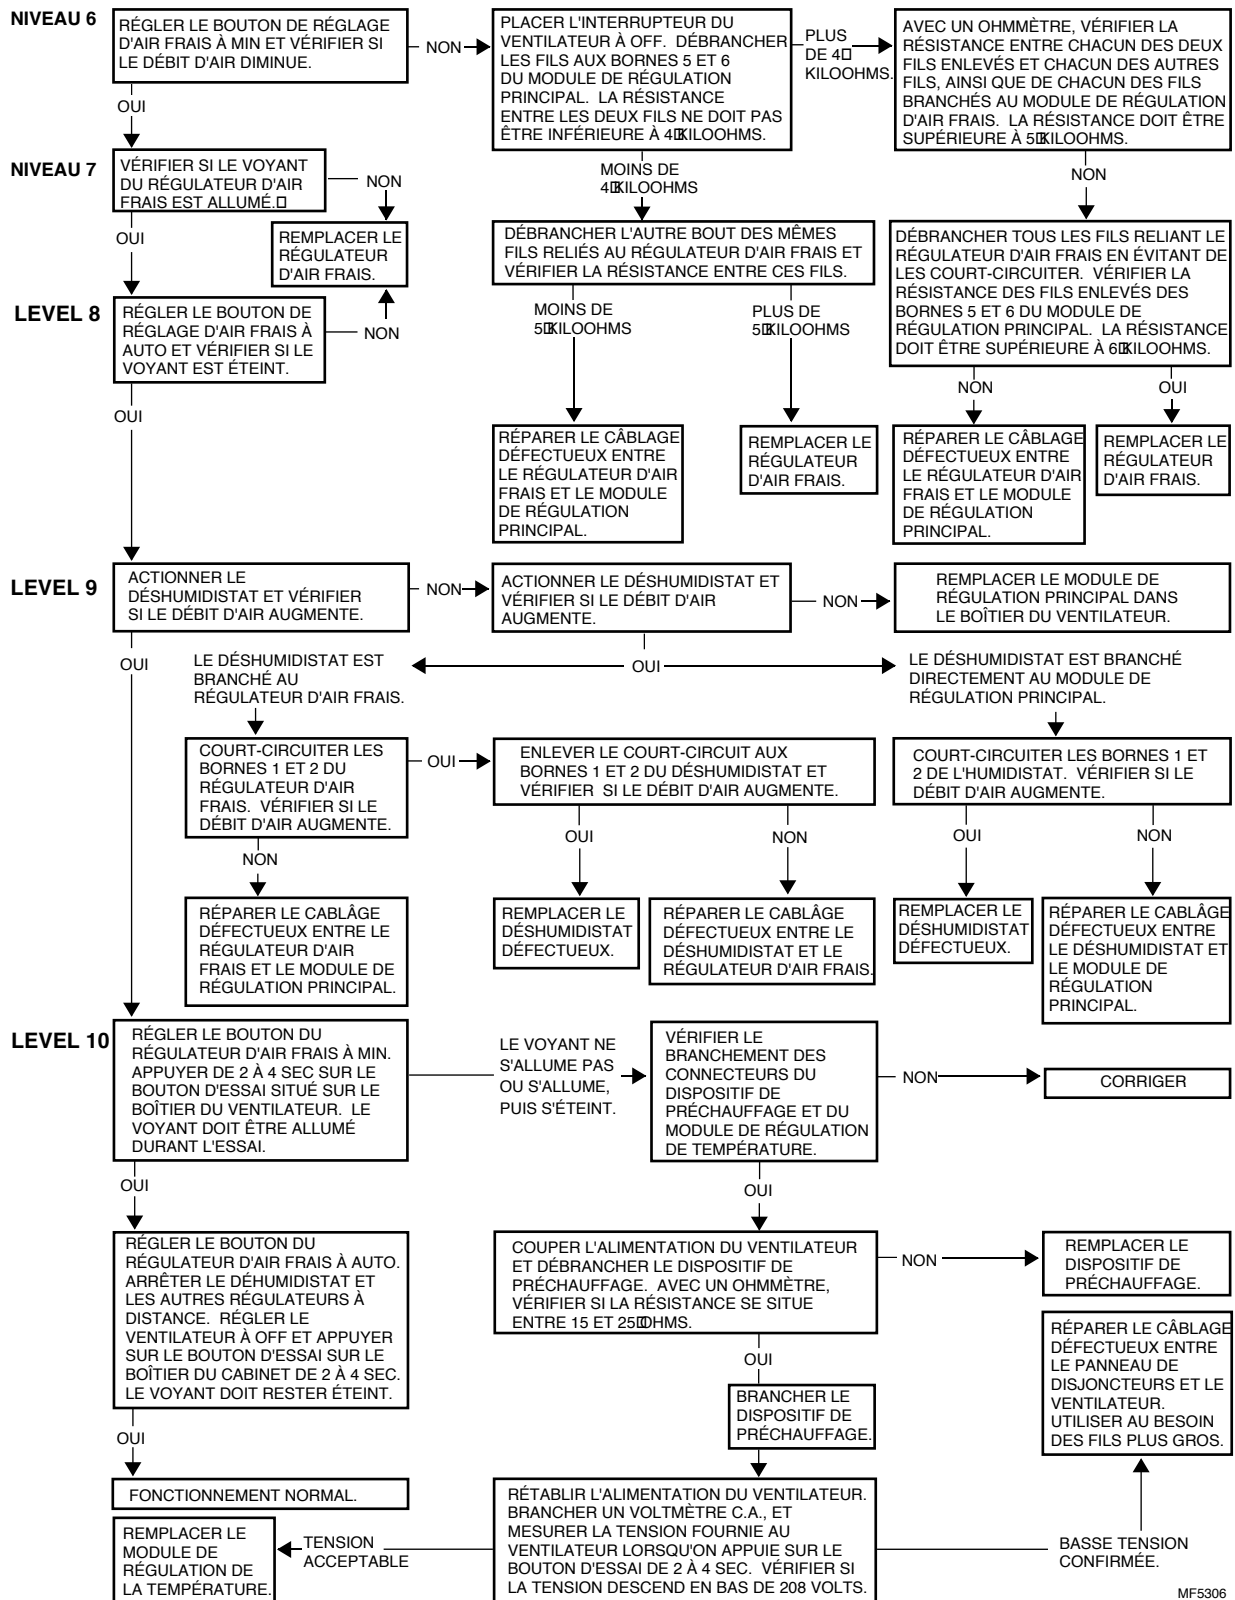 NIVEAU 6
RÉGLER LE BOUTON DE RÉGLAGE
D'AIR FRAIS À MIN ET VÉRIFIER SI
LE DÉBIT D'AIR DIMINUE.
NON
PLACER L'INTERRUPTEUR DU
VENTILATEUR À OFF. DÉBRANCHER
LES FILS AUX BORNES 5 ET 6
DU MODULE DE RÉGULATION
PRINCIPAL. LA RÉSISTANCE
ENTRE LES DEUX FILS NE DOIT PAS
ÊTRE INFÉRIEURE À 4 KILOOHMS.
PLUS
DE 4
KILOOHMS.
AVEC UN OHMMÈTRE, VÉRIFIER LA
RÉSISTANCE ENTRE CHACUN DES DEUX
FILS ENLEVÉS ET CHACUN DES AUTRES
FILS, AINSI QUE DE CHACUN DES FILS
BRANCHÉS AU MODULE DE RÉGULATION
D'AIR FRAIS. LA RÉSISTANCE DOIT ÊTRE
SUPÉRIEURE À 5 KILOOHMS.
OUI
NIVEAU 7
VÉRIFIER SI LE VOYANT
DU RÉGULATEUR D'AIR
FRAIS EST ALLUMÉ.
NON
MOINS DE
4 KILOOHMS
NON
OUI
REMPLACER LE
RÉGULATEUR
D'AIR FRAIS.
DÉBRANCHER L'AUTRE BOUT DES MÊMES
FILS RELIÉS AU RÉGULATEUR D'AIR FRAIS ET
VÉRIFIER LA RÉSISTANCE ENTRE CES FILS.
DÉBRANCHER TOUS LES FILS RELIANT LE
RÉGULATEUR D'AIR FRAIS EN ÉVITANT DE
LES COURT-CIRCUITER. VÉRIFIER LA
RÉSISTANCE DES FILS ENLEVÉS DES
BORNES 5 ET 6 DU MODULE DE
RÉGULATION PRINCIPAL. LA RÉSISTANCE
DOIT ÊTRE SUPÉRIEURE À 6 KILOOHMS.
LEVEL 8
RÉGLER LE BOUTON DE
RÉGLAGE D'AIR FRAIS À
AUTO ET VÉRIFIER SI LE
VOYANT EST ÉTEINT.
NON
MOINS DE
5 KILOOHMS
PLUS DE
5 KILOOHMS
NON
OUI
OUI
RÉPARER LE CÂBLAGE
DÉFECTUEUX ENTRE
LE RÉGULATEUR D'AIR
FRAIS ET LE MODULE
DE RÉGULATION
PRINCIPAL.
REMPLACER LE
RÉGULATEUR
D'AIR FRAIS.
RÉPARER LE CÂBLAGE
DÉFECTUEUX ENTRE
LE RÉGULATEUR D'AIR
FRAIS ET LE MODULE
DE RÉGULATION
PRINCIPAL.
REMPLACER LE
RÉGULATEUR
D'AIR FRAIS.
LEVEL 9
ACTIONNER LE
DÉSHUMIDISTAT ET VÉRIFIER
SI LE DÉBIT D'AIR AUGMENTE.
NON
ACTIONNER LE DÉSHUMIDISTAT ET
VÉRIFIER SI LE DÉBIT D'AIR
AUGMENTE.
NON
REMPLACER LE MODULE DE
RÉGULATION PRINCIPAL DANS
LE BOÎTIER DU VENTILATEUR.
OUI
LE DÉSHUMIDISTAT EST
BRANCHÉ AU
RÉGULATEUR D'AIR FRAIS.
OUI
LE DÉSHUMIDISTAT EST BRANCHÉ
DIRECTEMENT AU MODULE DE
RÉGULATION PRINCIPAL.
COURT-CIRCUITER LES
BORNES 1 ET 2 DU
RÉGULATEUR D'AIR
FRAIS. VÉRIFIER SI LE
DÉBIT D'AIR AUGMENTE.
OUI
ENLEVER LE COURT-CIRCUIT AUX
BORNES 1 ET 2 DU DÉSHUMIDISTAT ET
VÉRIFIER SI LE DÉBIT D'AIR AUGMENTE.
COURT-CIRCUITER LES BORNES 1 ET
2 DE L'HUMIDISTAT. VÉRIFIER SI LE
DÉBIT D'AIR AUGMENTE.
NON
OUI
NON
OUI
NON
RÉPARER LE CABLÂGE
DÉFECTUEUX ENTRE LE
RÉGULATEUR D'AIR
FRAIS ET LE MODULE DE
RÉGULATION PRINCIPAL.
REMPLACER LE
DÉSHUMIDISTAT
DÉFECTUEUX.
RÉPARER LE CABLÂGE
DÉFECTUEUX ENTRE LE
DÉSHUMIDISTAT ET LE
RÉGULATEUR D'AIR FRAIS.
REMPLACER LE
DÉSHUMIDISTAT
DÉFECTUEUX.
RÉPARER LE CABLÂGE
DÉFECTUEUX ENTRE
LE DÉSHUMIDISTAT ET
LE MODULE DE
RÉGULATION
PRINCIPAL.
LEVEL 10
RÉGLER LE BOUTON DU
RÉGULATEUR D'AIR FRAIS À MIN.
APPUYER DE 2 À 4 SEC SUR LE
BOUTON D'ESSAI SITUÉ SUR LE
BOÎTIER DU VENTILATEUR. LE
VOYANT DOIT ÊTRE ALLUMÉ
DURANT L'ESSAI.
LE VOYANT NE
S'ALLUME PAS
OU S'ALLUME,
PUIS S'ÉTEINT.
VÉRIFIER LE
BRANCHEMENT DES
CONNECTEURS DU
DISPOSITIF DE
PRÉCHAUFFAGE ET DU
MODULE DE RÉGULATION
DE TEMPÉRATURE.
NON
CORRIGER
OUI
OUI
RÉGLER LE BOUTON DU
RÉGULATEUR D'AIR FRAIS À AUTO.
ARRÊTER LE DÉHUMIDISTAT ET
LES AUTRES RÉGULATEURS À
DISTANCE. RÉGLER LE
VENTILATEUR À OFF ET APPUYER
SUR LE BOUTON D'ESSAI SUR LE
BOÎTIER DU CABINET DE 2 À 4 SEC.
LE VOYANT DOIT RESTER ÉTEINT.
COUPER L'ALIMENTATION DU VENTILATEUR
ET DÉBRANCHER LE DISPOSITIF DE
PRÉCHAUFFAGE. AVEC UN OHMMÈTRE,
VÉRIFIER SI LA RÉSISTANCE SE SITUE
ENTRE 15 ET 25 OHMS.
NON
REMPLACER LE
DISPOSITIF DE
PRÉCHAUFFAGE.
OUI
RÉPARER LE CÂBLAGE
DÉFECTUEUX ENTRE
LE PANNEAU DE
DISJONCTEURS ET LE
VENTILATEUR.
UTILISER AU BESOIN
DES FILS PLUS GROS.
BRANCHER LE
DISPOSITIF DE
PRÉCHAUFFAGE.
OUI
FONCTIONNEMENT NORMAL.
RÉTABLIR L'ALIMENTATION DU VENTILATEUR.
BRANCHER UN VOLTMÈTRE C.A., ET
MESURER LA TENSION FOURNIE AU
VENTILATEUR LORSQU'ON APPUIE SUR LE
BOUTON D'ESSAI DE 2 À 4 SEC. VÉRIFIER SI
LA TENSION DESCEND EN BAS DE 208 VOLTS.
REMPLACER LE
MODULE DE
RÉGULATION DE
LA TEMPÉRATURE.
TENSION
ACCEPTABLE
BASSE TENSION
CONFIRMÉE.
MF5306